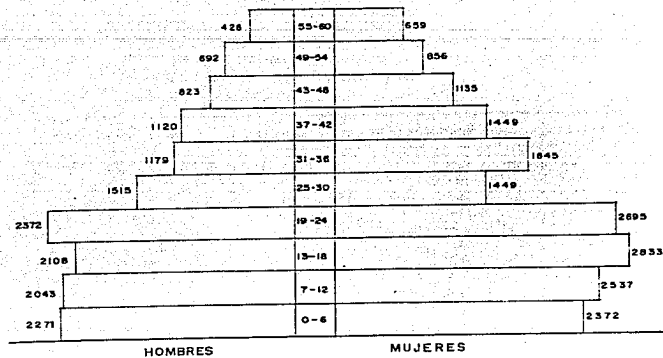 426 55-60 659
692 49-54 856
823 43-48 1135
1120 37-42 1449
1179 31-36 1845
1515 25-30 1449
2372 19-24 2695
2108 13-18 2833
2043 7-12 2537
2271 0-6 2372
HOMBRES MUJERES